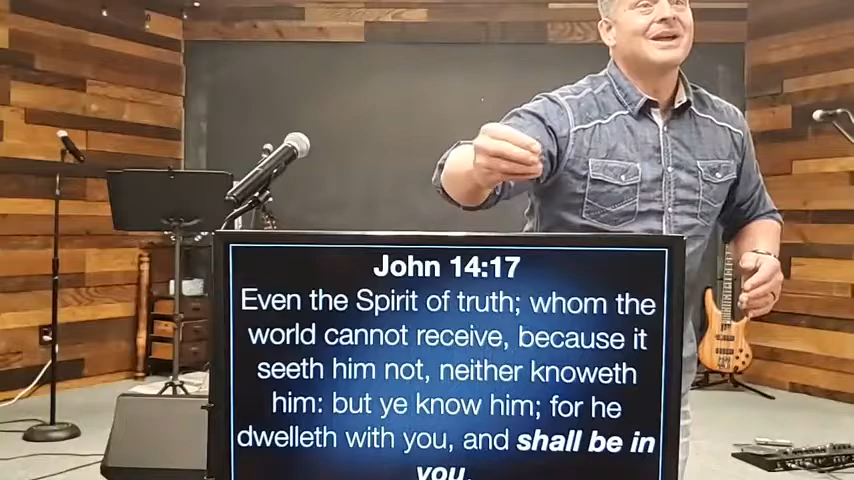 John 14:17
Even the Spirit of truth; whom the
world cannot receive, because it
seeth him not, neither knoweth
him: but ye know him; for he
dwelleth with you, and shall be in
you.